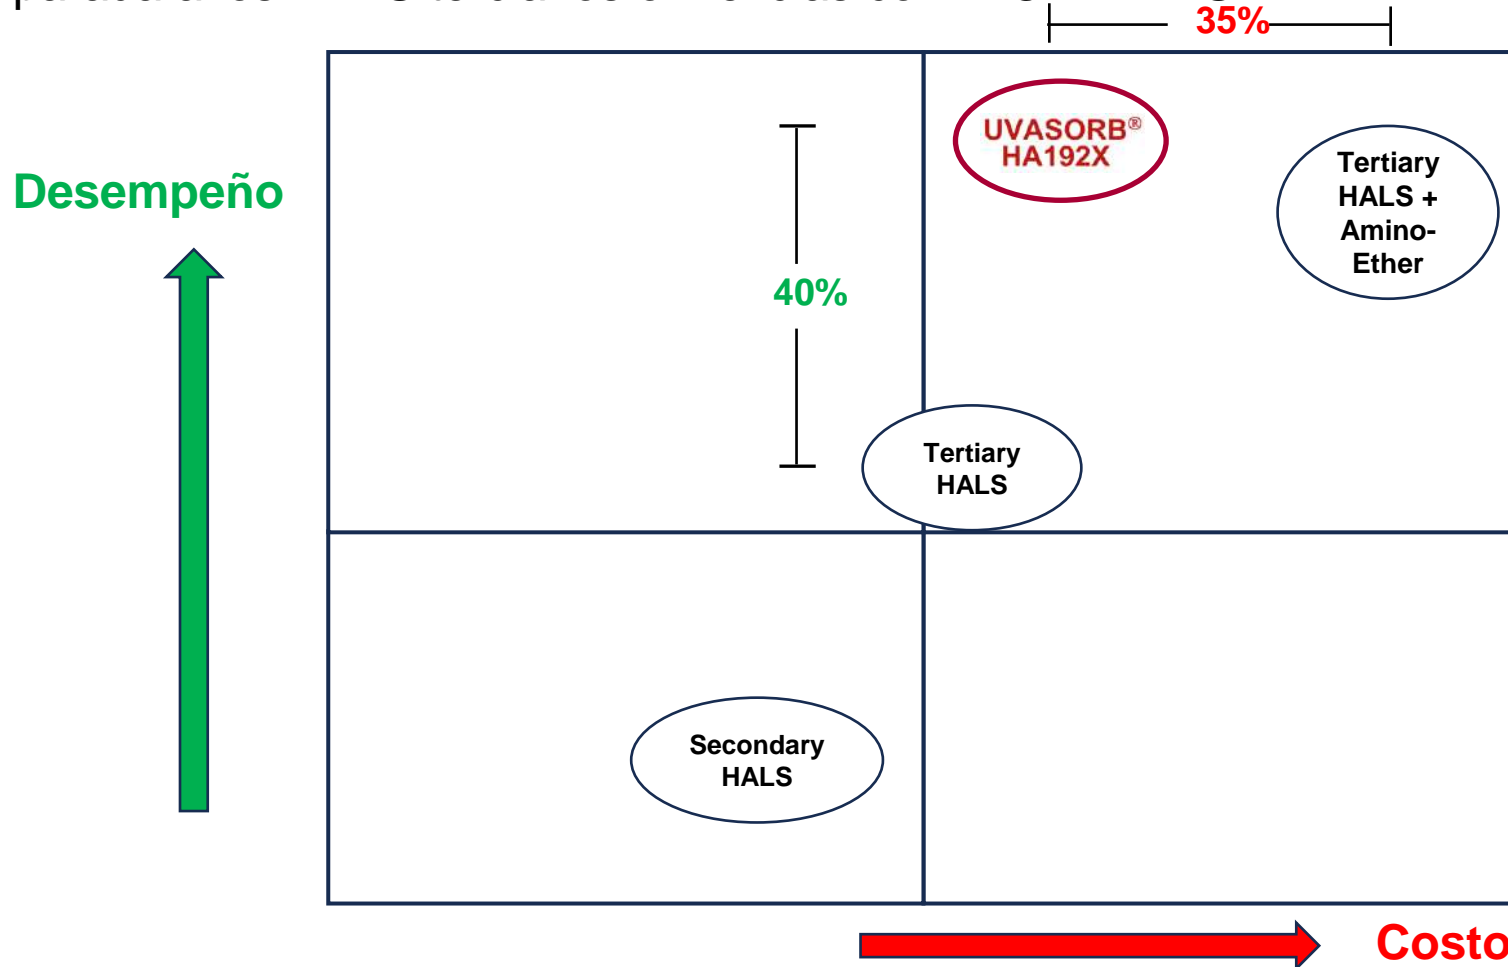 35%
UVASORB®
HA192X
Tertiary
HALS +
Amino-
Ether
Desempeño
40%
Tertiary
HALS
Secondary
HALS
Costo